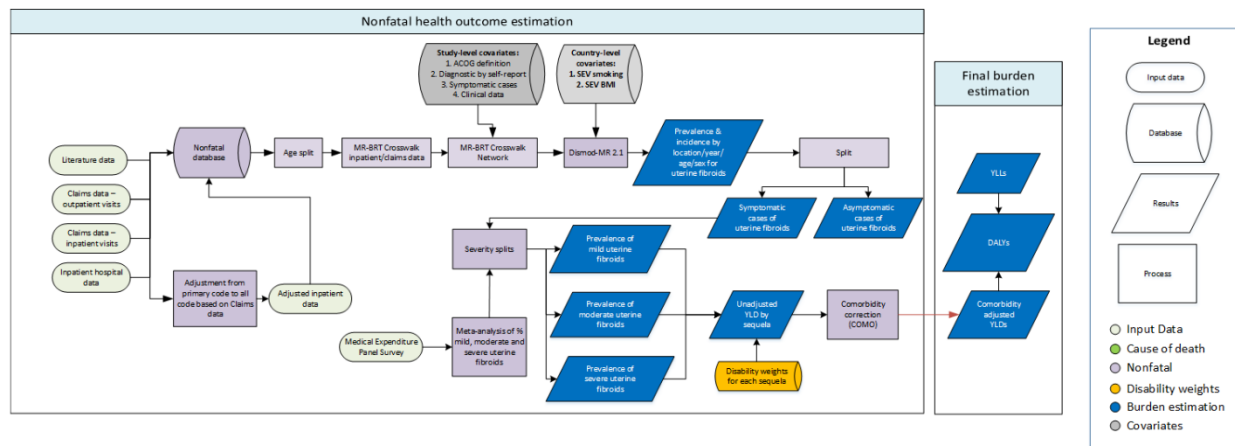 Nonfatal health outcome estimation
Study-level covariates:
1. ACOG definition
2. Diagnostic by self-report
3. Symptomatic cases
4. Clinical data
Country-level
covariates:
1. SEV smoking
2. SEV BMI
Literature data
Claims data –
outpatient visits
Claims data –
inpatient visits
Inpatient hospital
data
Nonfatal
database
Age split
MR-BRT Crosswalk
inpatient/claims data
MR-BRT Crosswalk
Network
Dismod-MR 2.1
Prevalence &
incidence by
location/year/
age/sex for
uterine fibroids
Split
Symptomatic
cases of
uterine fibroids
Asymptomatic
cases of
uterine fibroids
Adjustment from
primary code to all
code based on Claims
data
Adjusted inpatient
data
Severity splits
Medical Expenditure
Panel Survey
Meta-analysis of %
mild, moderate and
severe uterine
fibroids
Prevalence of
mild uterine
fibroids
Prevalence of
moderate uterine
fibroids
Prevalence of
severe uterine
fibroids
Unadjusted
YLD by
sequela
Disability weights
for each sequela
Comorbidity
correction
(COMO)
Final burden
estimation
YLLs
DALYs
Comorbidity
adjusted YLDs
Legend
Input data
Database
Results
Process
Input Data
Cause of death
Nonfatal
Disability weights
Burden estimation
Covariates